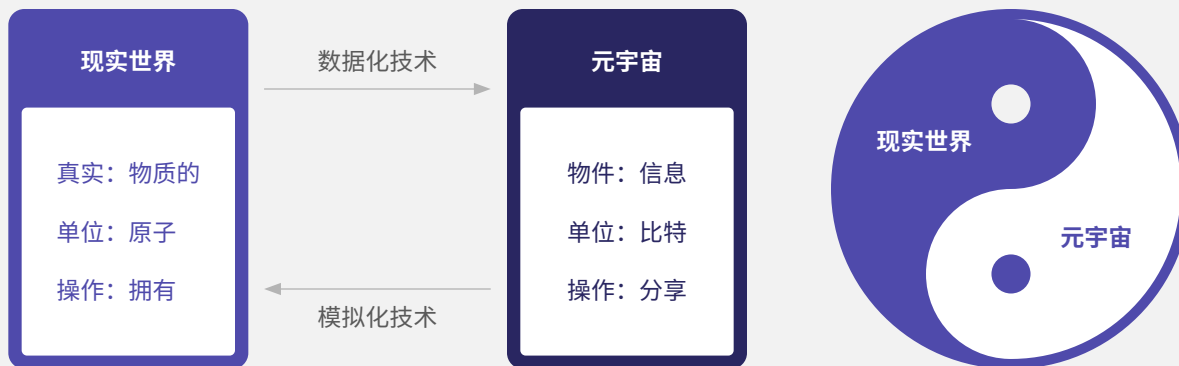 现实世界
真实：物质的
单位：原子
操作：拥有
数据化技术
模拟化技术
元宇宙
物件：信息
单位：比特
操作：分享
现实世界
元宇宙